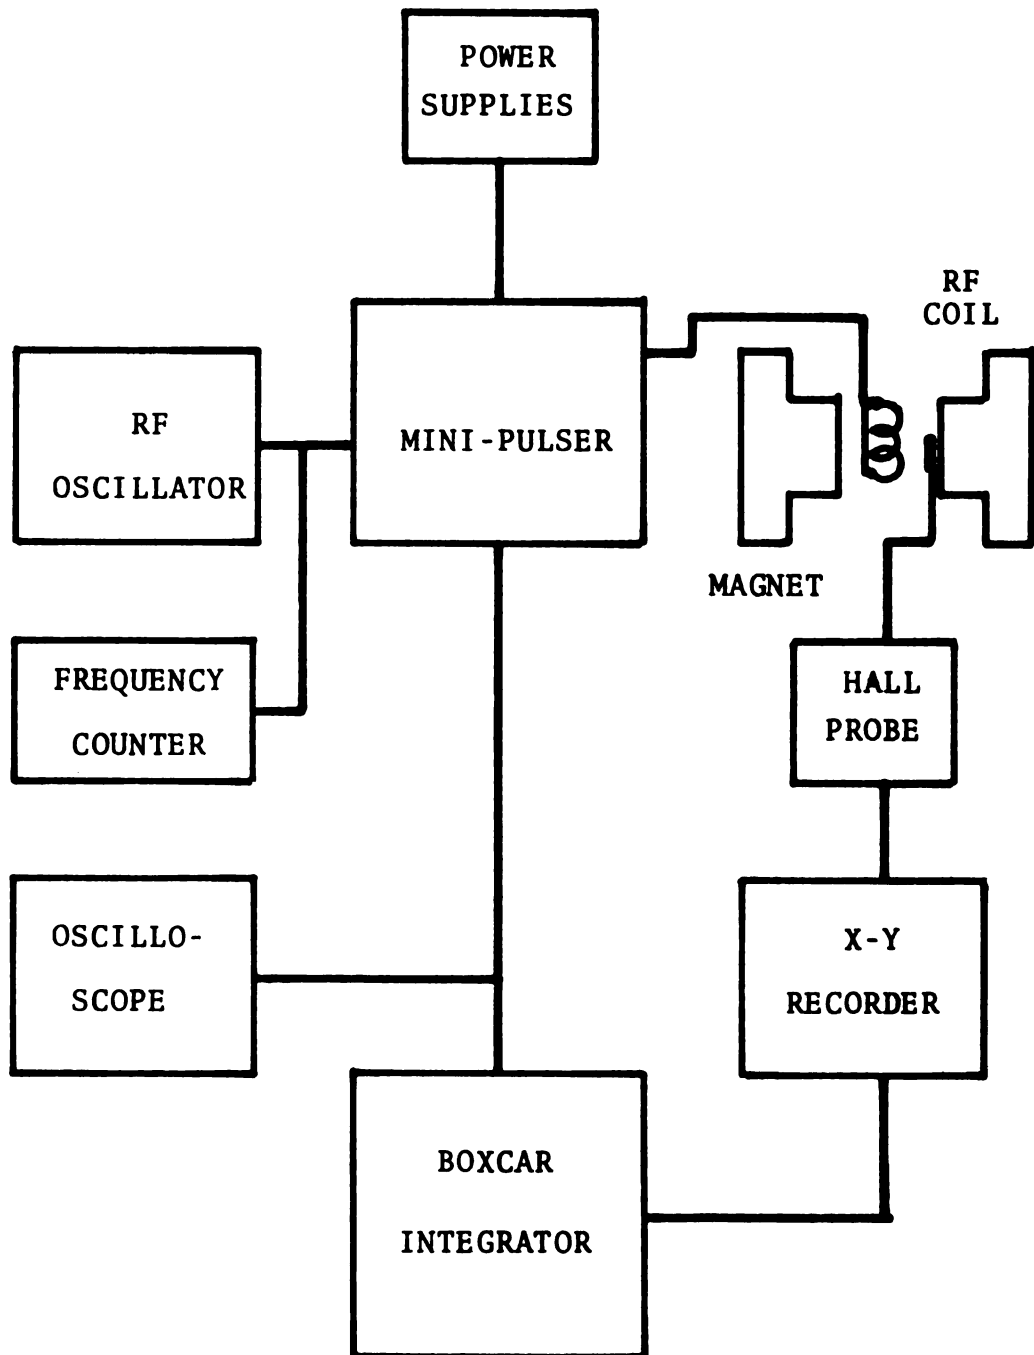 POWER
SUPPLIES
RF
COIL
RF
OSCILLATOR
MINI-PULSER
MAGNET
FREQUENCY
COUNTER
HALL
PROBE
OSCILLO-
SCOPE
X-Y
RECORDER
BOXCAR
INTEGRATOR